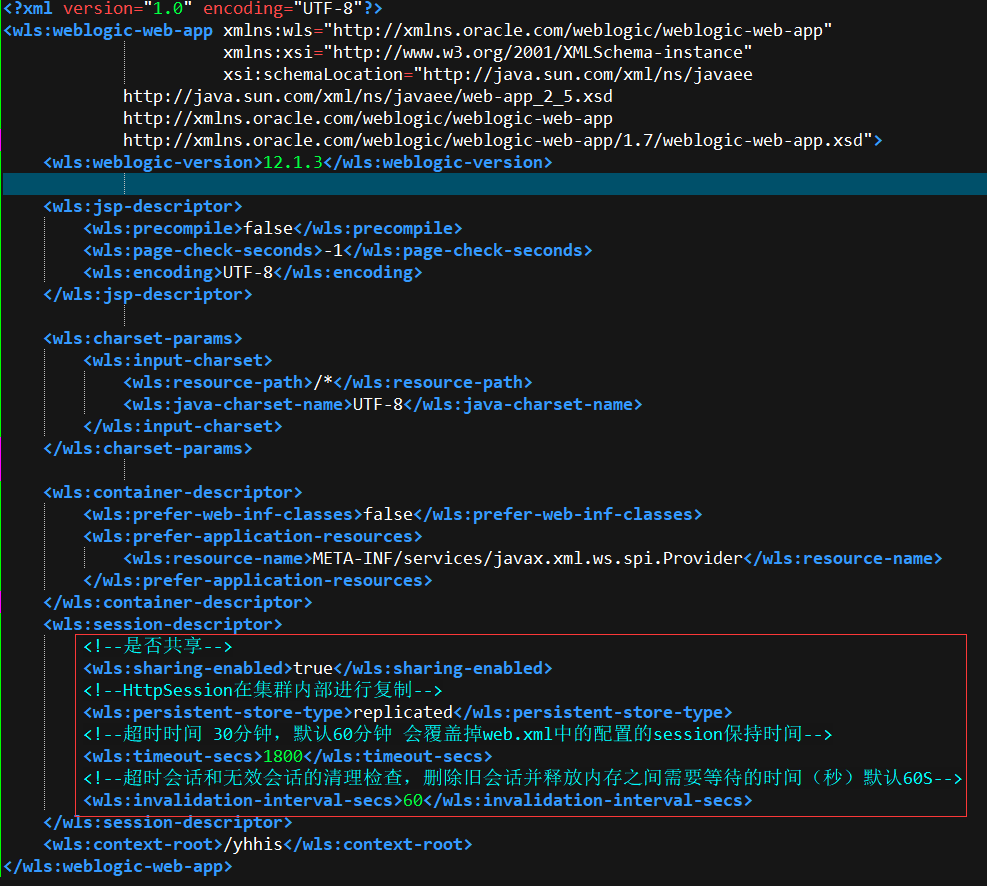 <?xml version="1.0" encoding="UTF-8"?>
<wls:weblogic-web-app xmlns:wls="http://xmlns.oracle.com/weblogic/weblogic-web-app"
xmlns:xsi="http://www.w3.org/2001/XMLSchema-instance"
xsi:schemaLocation="http://java.sun.com/xml/ns/javaee
http://java.sun.com/xml/ns/javaee/web-app_2_5.xsd
http://xmlns.oracle.com/weblogic/weblogic-web-app
http://xmlns.oracle.com/weblogic/weblogic-web-app/1.7/weblogic-web-app.xsd">
<wls:weblogic-version>12.1.3</wls:weblogic-version>
<wls:jsp-descriptor>
<wls:precompile>false</wls:precompile>
<wls:page-check-seconds>-1</wls:page-check-seconds>
<wls:encoding>UTF-8</wls:encoding>
</wls:jsp-descriptor>
<wls:charset-params>
<wls:input-charset>
<wls:resource-path>/*</wls:resource-path>
<wls:java-charset-name>UTF-8</wls:java-charset-name>
</wls:input-charset>
</wls:charset-params>
<wls:container-descriptor>
<wls:prefer-web-inf-classes>false</wls:prefer-web-inf-classes>
<wls:prefer-application-resources>
<wls:resource-name>META-INF/services/javax.xml.ws.spi.Provider</wls:resource-name>
</wls:prefer-application-resources>
</wls:container-descriptor>
<wls:session-descriptor>
<!--是否共享-->
<wls:sharing-enabled>true</wls:sharing-enabled>
<!--HttpSession在集群内部进行复制-->
<wls:persistent-store-type>replicated</wls:persistent-store-type>
<!--超时时间 30分钟，默认60分钟 会覆盖掉web.xml中的配置的session保持时间-->
<wls:timeout-secs>1800</wls:timeout-secs>
<!--超时会话和无效会话的清理检查，删除旧会话并释放内存之间需要等待的时间（秒）默认60S-->
<wls:invalidation-interval-secs>60</wls:invalidation-interval-secs>
</wls:session-descriptor>
<wls:context-root>/yhhis</wls:context-root>
</wls:weblogic-web-app>